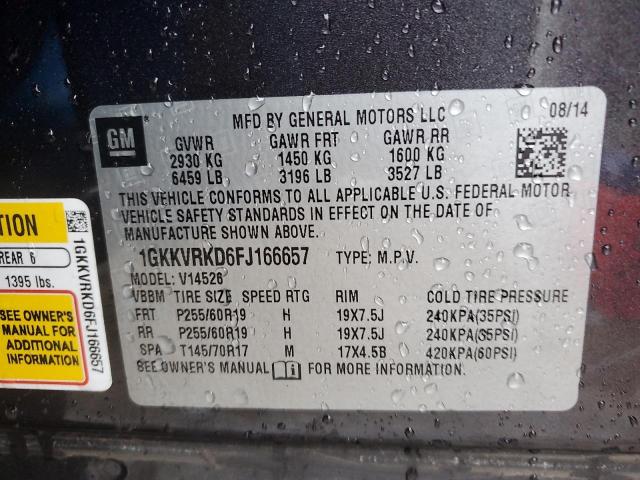 MFD BY GENERAL MOTORS LLC 08/14
GM
GVWR GAWR FRT GAWR RR
2930 KG 1450 KG 1600 KG
6459 LB 3196 LB 3527 LB
THIS VEHICLE CONFORMS TO ALL APPLICABLE U.S. FEDERAL MOTOR
VEHICLE SAFETY STANDARDS IN EFFECT ON THE DATE OF
MANUFACTURE SHOWN ABOVE.
1GKKVRKD6FJ166657 TYPE: M.P.V.
MODEL: V14526
VBBM TIRE SIZE SPEED RTG RIM COLD TIRE PRESSURE
FRT P255/60R19 H 19X7.5J 240KPA(35PSI)
RR P255/60R19 H 19X7.5J 240KPA(35PSI)
SPA T145/70R17 M 17X4.5B 420KPA(60PSI)
SEE OWNER'S MANUAL i FOR MORE INFORMATION.
TION
REAR 6
1395 lbs.
SEE OWNER'S
MANUAL FOR
ADDITIONAL
INFORMATION
1GKKVRKD6FJ166657